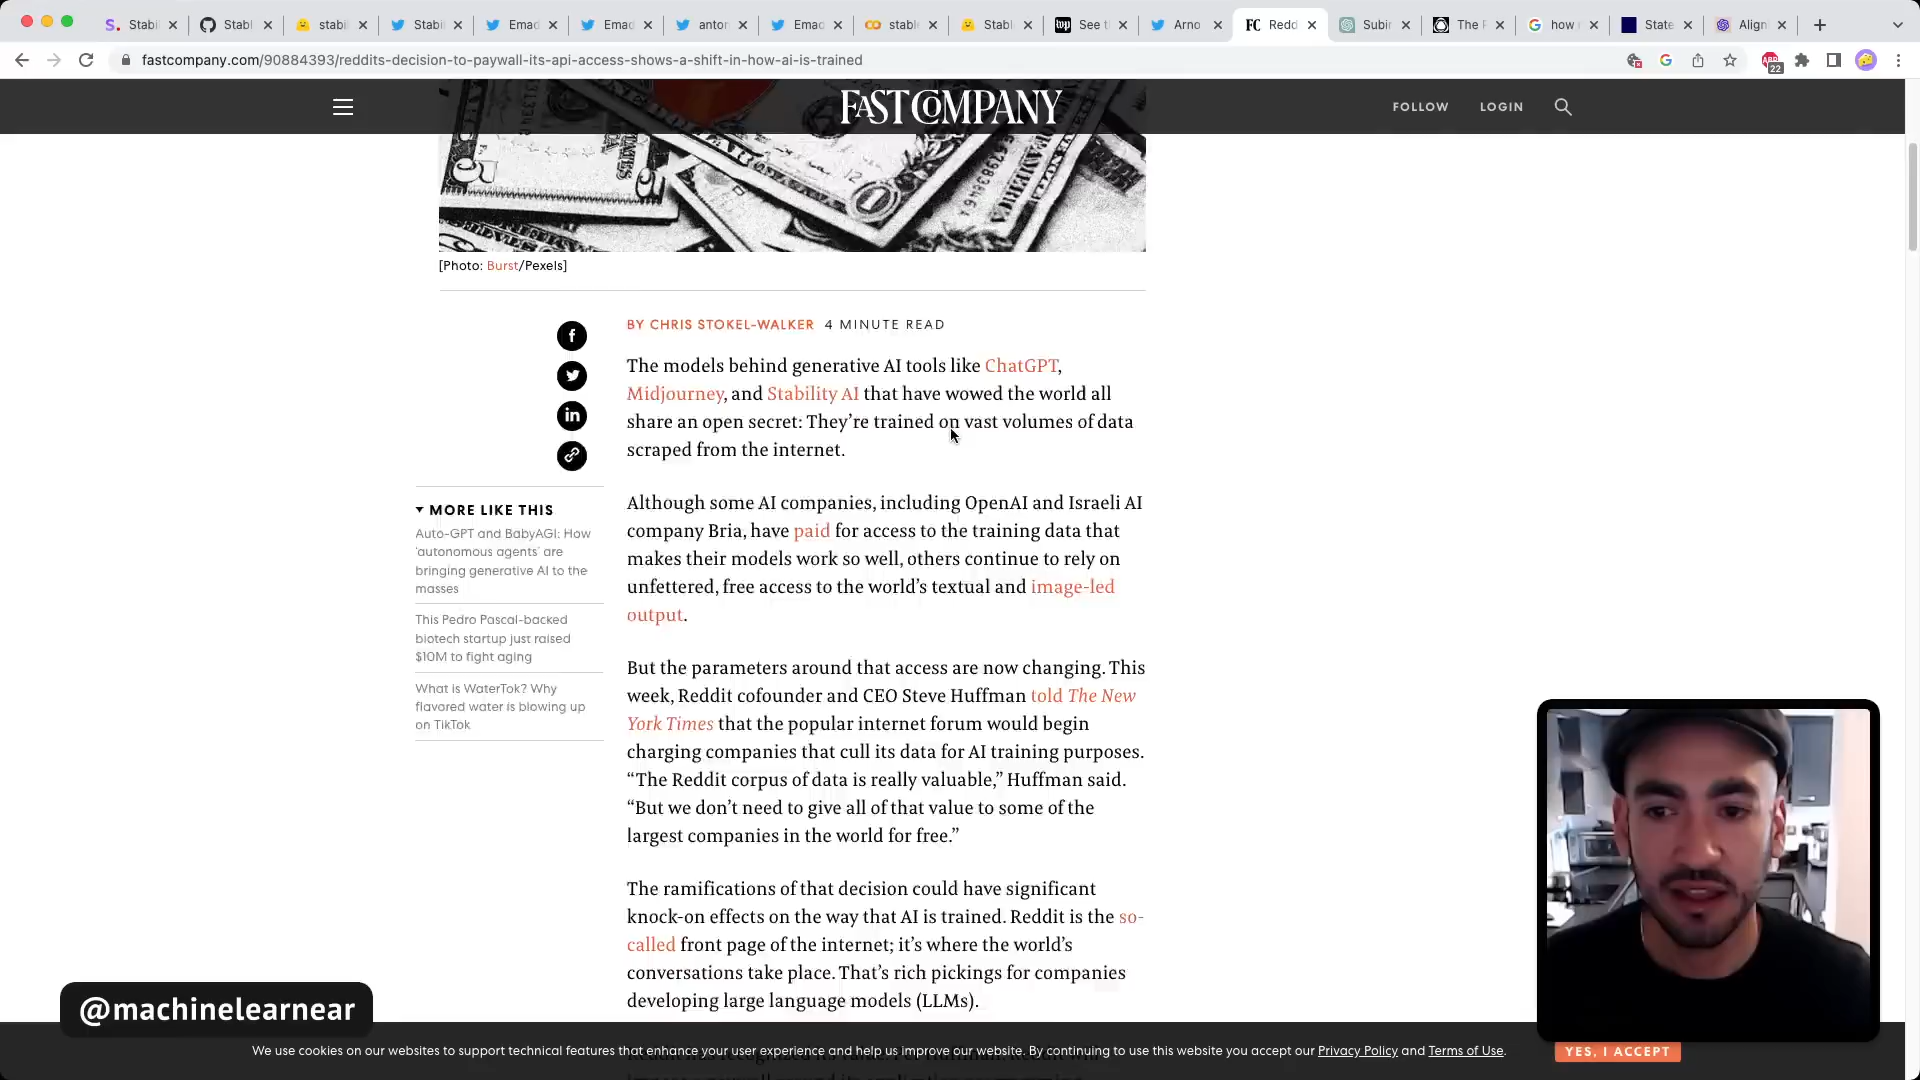 Stabil
Stabl
stabil
Stabil
Emad
Emad
anton
Emad
stable
Stabl
See t
Arno
FC Redd
Subir
The F
how
State
Align
fastcompany.com/90884393/reddits-decision-to-paywall-its-api-access-shows-a-shift-in-how-ai-is-trained
22
FAST COMPANY
FOLLOW
LOGIN
[Photo: Burst/Pexels]
BY CHRIS STOKEL-WALKER 4 MINUTE READ
The models behind generative AI tools like ChatGPT,
Midjourney, and Stability AI that have wowed the world all
share an open secret: They’re trained on vast volumes of data
scraped from the internet.
MORE LIKE THIS
Auto-GPT and BabyAGI: How
‘autonomous agents’ are
bringing generative AI to the
masses
This Pedro Pascal-backed
biotech startup just raised
$10M to fight aging
What is WaterTok? Why
flavored water is blowing up
on TikTok
Although some AI companies, including OpenAI and Israeli AI
company Bria, have paid for access to the training data that
makes their models work so well, others continue to rely on
unfettered, free access to the world’s textual and image-led
output.
But the parameters around that access are now changing. This
week, Reddit cofounder and CEO Steve Huffman told The New
York Times that the popular internet forum would begin
charging companies that cull its data for AI training purposes.
“The Reddit corpus of data is really valuable,” Huffman said.
“But we don’t need to give all of that value to some of the
largest companies in the world for free.”
The ramifications of that decision could have significant
knock-on effects on the way that AI is trained. Reddit is the so-
called front page of the internet; it’s where the world’s
conversations take place. That’s rich pickings for companies
developing large language models (LLMs).
@machinelearnear
We use cookies on our websites to support technical features that enhance your user experience and help us improve our website. By continuing to use this website you accept our Privacy Policy and Terms of Use.
YES, I ACCEPT